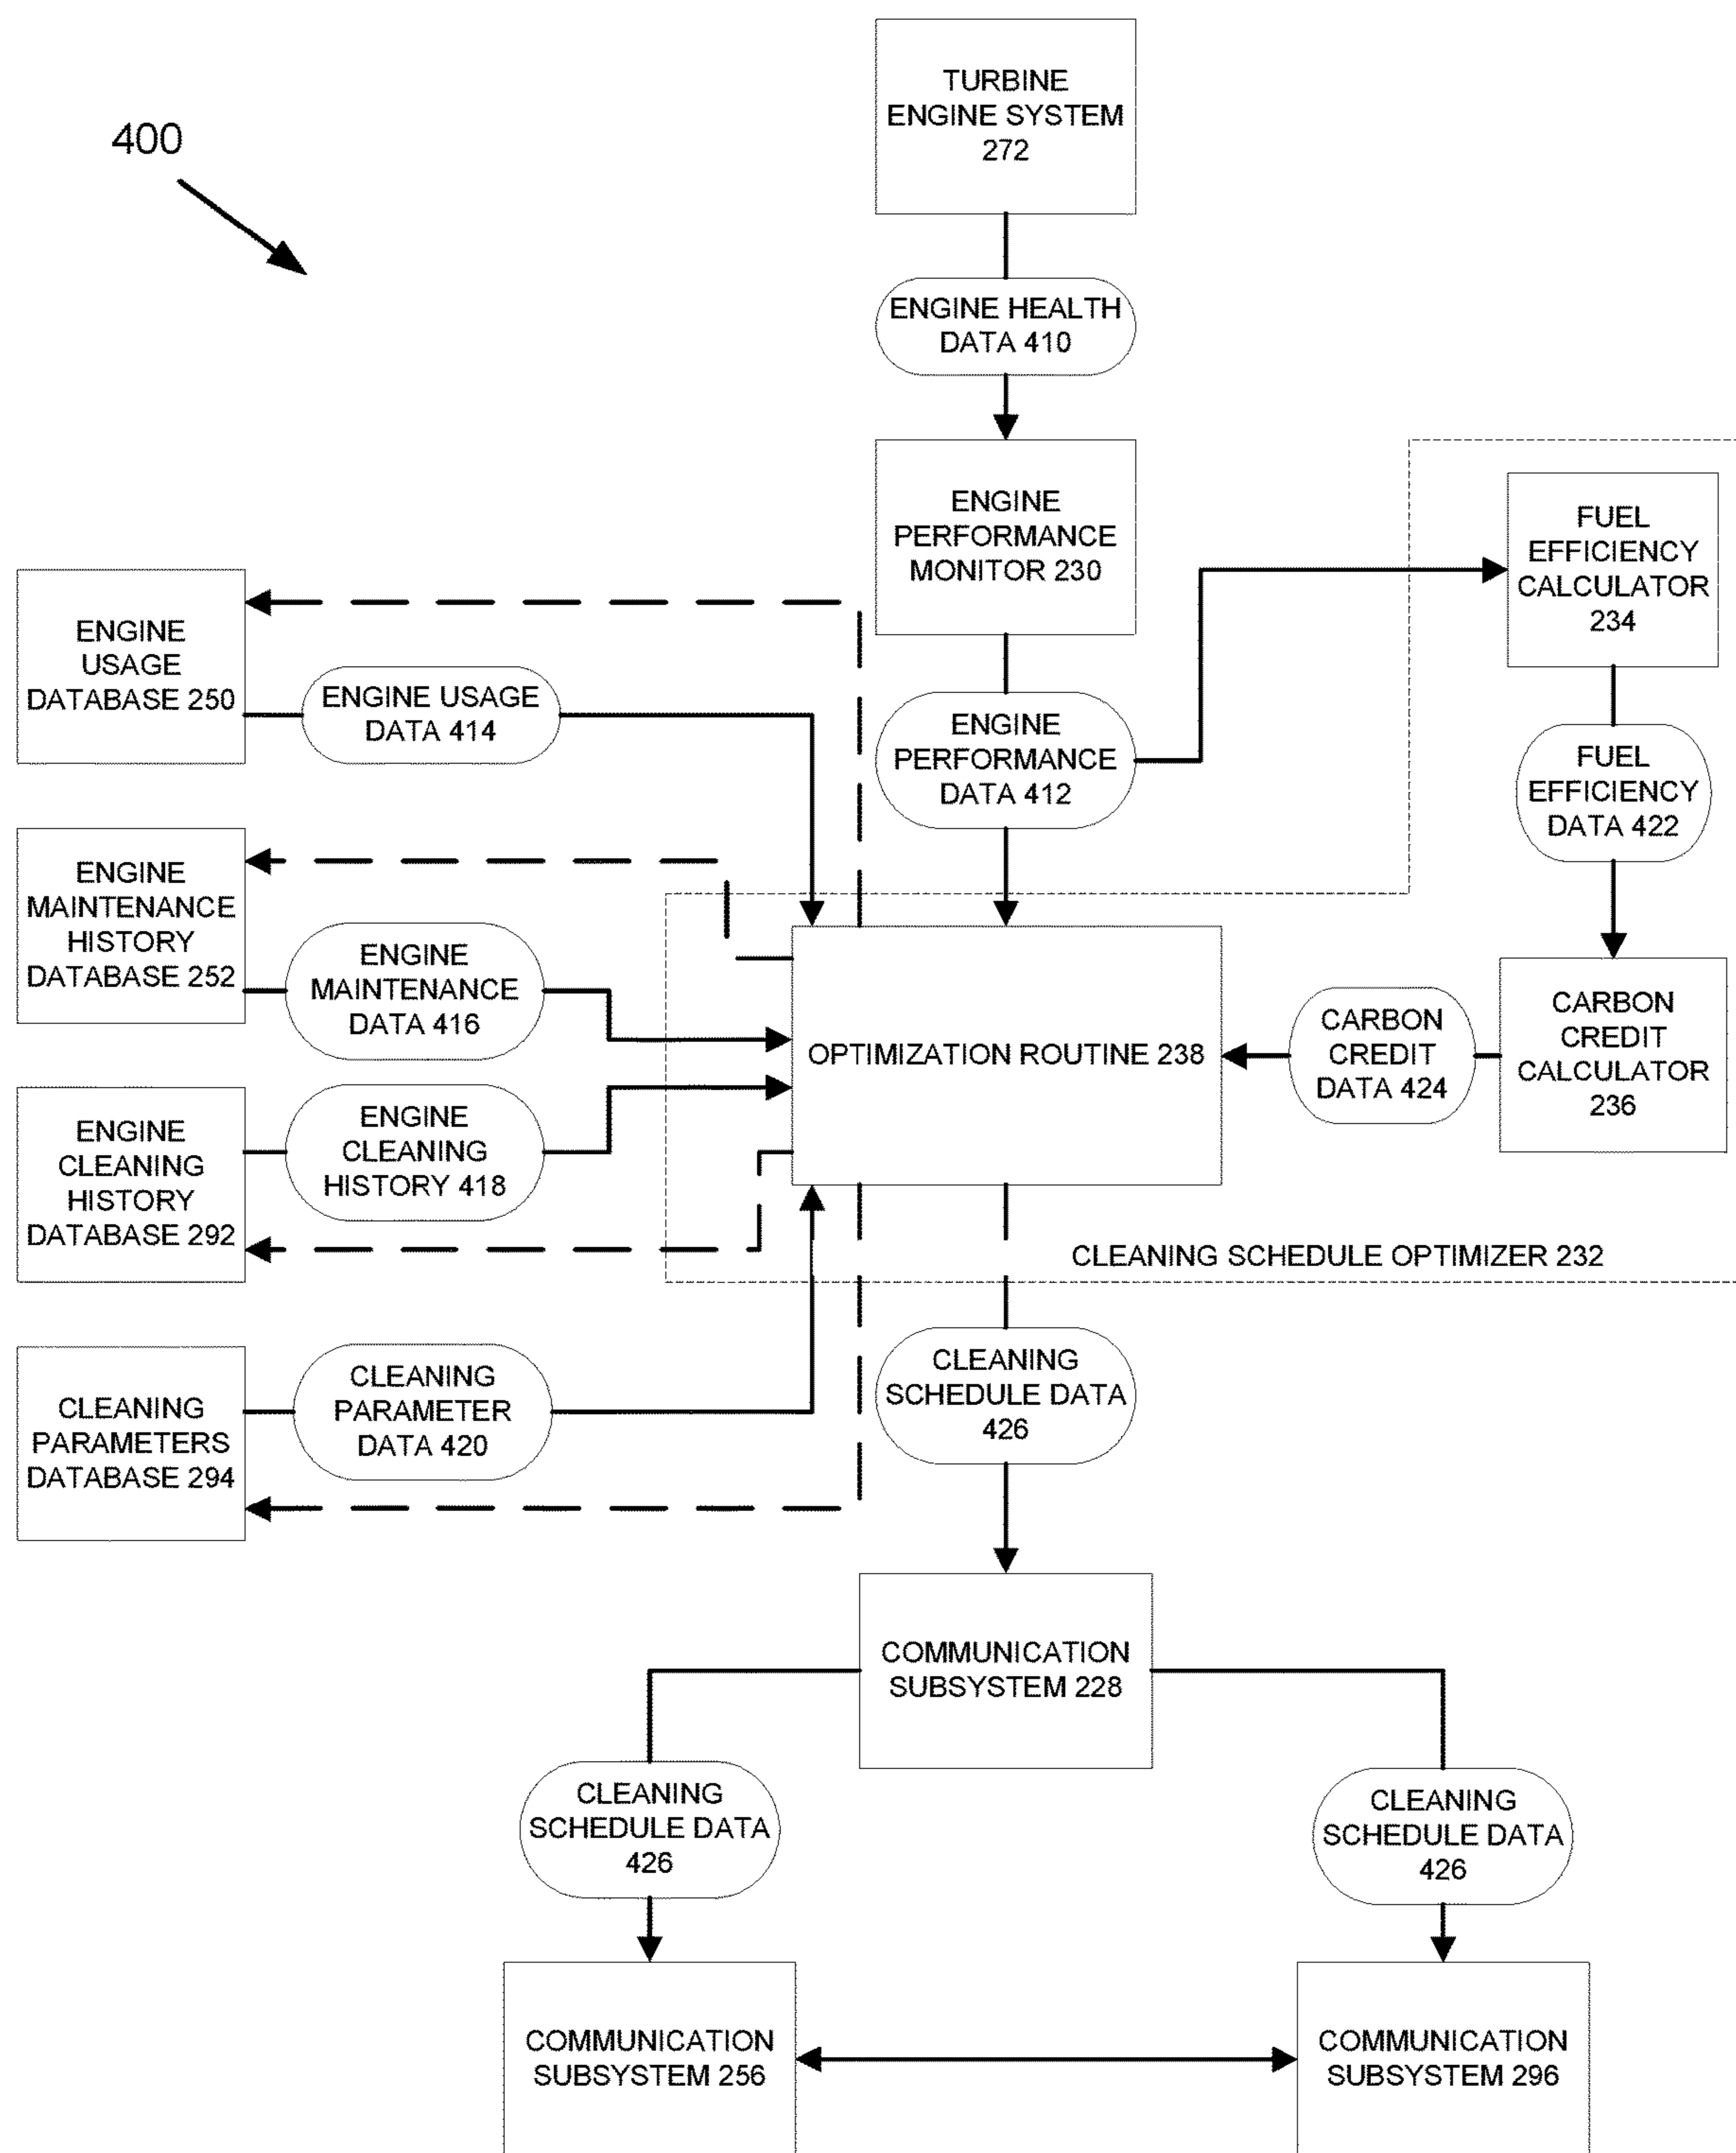 TURBINE
ENGINE SYSTEM
272
400
ENGINE HEALTH
DATA 410
ENGINE
PERFORMANCE
MONITOR 230
FUEL
EFFICIENCY
CALCULATOR
234
ENGINE
USAGE
DATABASE 250
ENGINE USAGE
DATA 414
ENGINE
PERFORMANCE
DATA 412
FUEL
EFFICIENCY
DATA 422
ENGINE
MAINTENANCE
HISTORY
DATABASE 252
ENGINE
MAINTENANCE
DATA 416
OPTIMIZATION ROUTINE 238
CARBON
CREDIT
DATA 424
CARBON
CREDIT
CALCULATOR
236
ENGINE
CLEANING
HISTORY
DATABASE 292
ENGINE
CLEANING
HISTORY 418
CLEANING SCHEDULE OPTIMIZER 232
CLEANING
PARAMETERS
DATABASE 294
CLEANING
PARAMETER
DATA 420
CLEANING
SCHEDULE DATA
426
COMMUNICATION
SUBSYSTEM 228
CLEANING
SCHEDULE DATA
426
CLEANING
SCHEDULE DATA
426
COMMUNICATION
SUBSYSTEM 256
COMMUNICATION
SUBSYSTEM 296